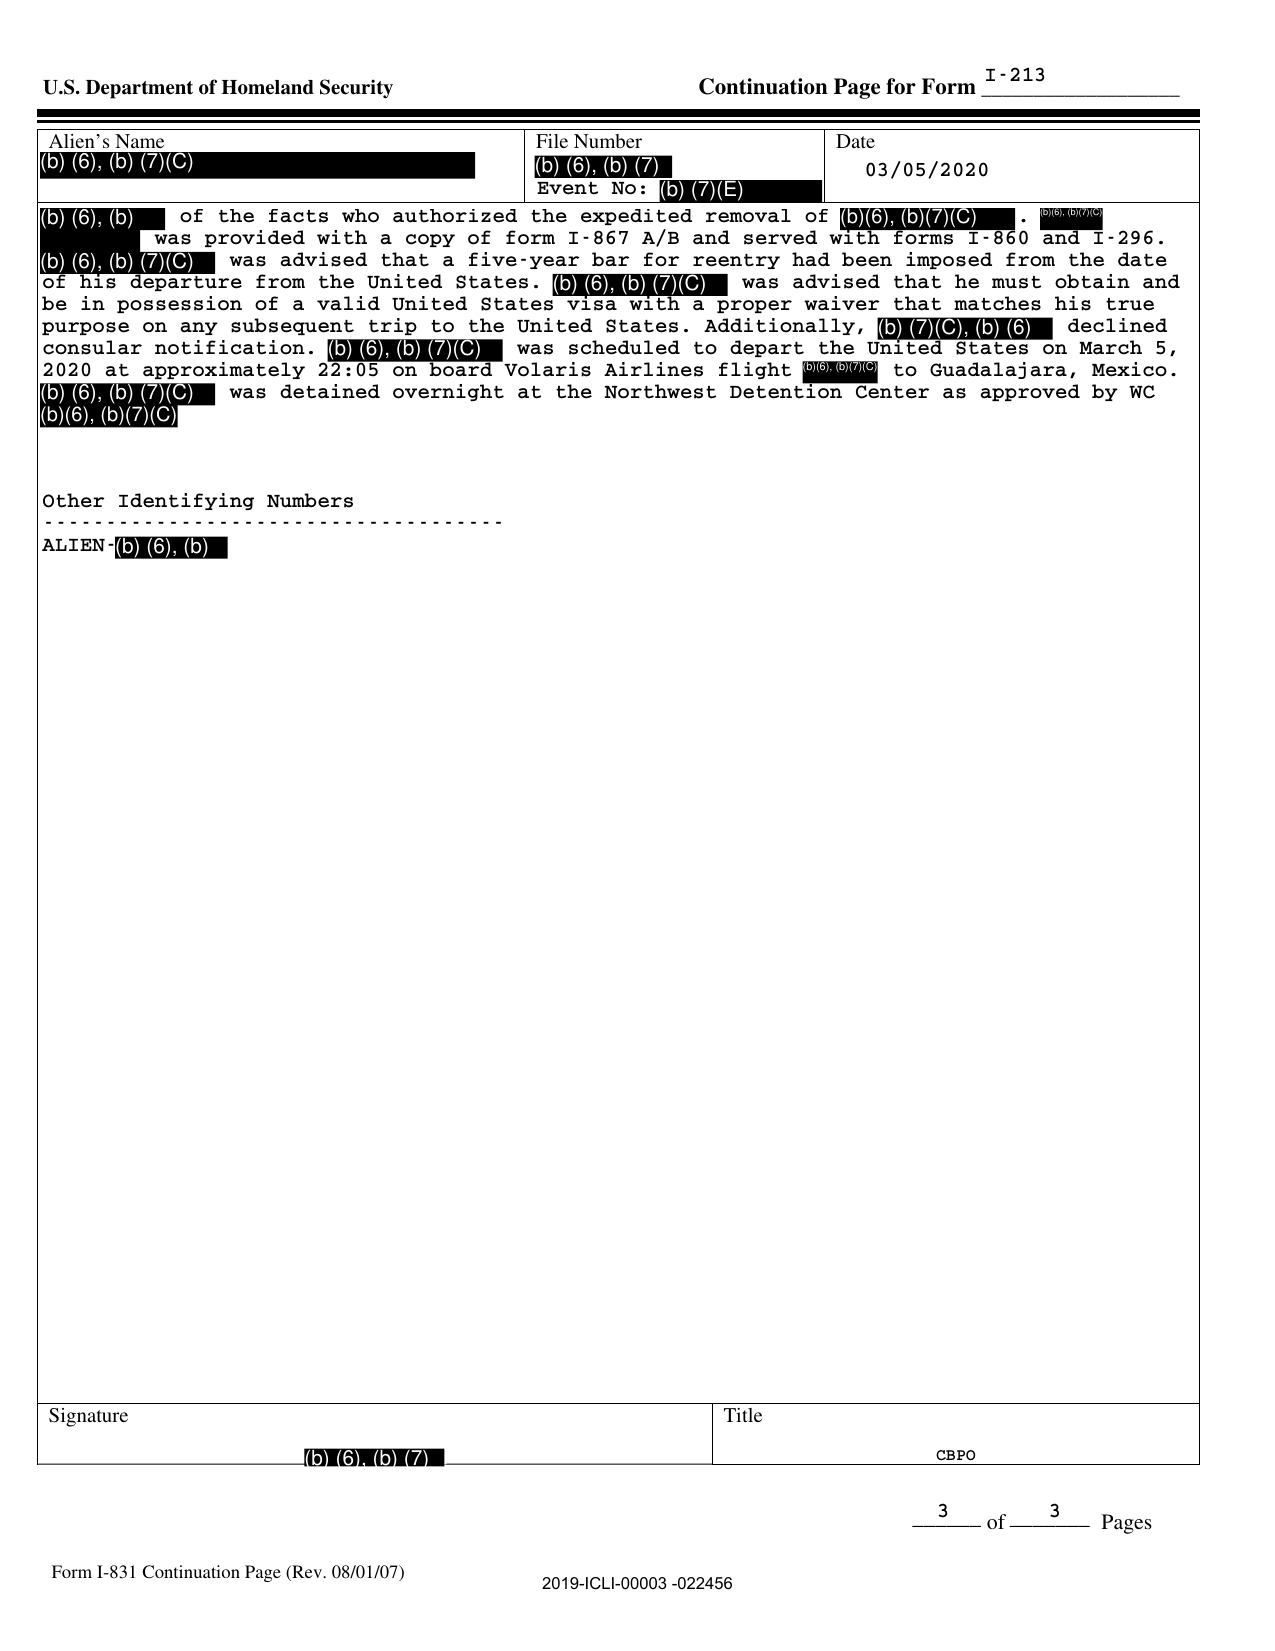 U.S. Department of Homeland Security
Continuation Page for Form I-213
Alien’s Name
(b) (6), (b) (7)(C)
File Number
(b) (6), (b) (7)
Event No: (b) (7)(E)
Date
03/05/2020
(b) (6), (b) of the facts who authorized the expedited removal of (b)(6), (b)(7)(C) . (b)(6), (b)(7)(C)
was provided with a copy of form I-867 A/B and served with forms I-860 and I-296.
(b) (6), (b) (7)(C) was advised that a five-year bar for reentry had been imposed from the date
of his departure from the United States. (b) (6), (b) (7)(C) was advised that he must obtain and
be in possession of a valid United States visa with a proper waiver that matches his true
purpose on any subsequent trip to the United States. Additionally, (b) (7)(C), (b) (6) declined
consular notification. (b) (6), (b) (7)(C) was scheduled to depart the United States on March 5,
2020 at approximately 22:05 on board Volaris Airlines flight (b)(6), (b)(7)(C) to Guadalajara, Mexico.
(b) (6), (b) (7)(C) was detained overnight at the Northwest Detention Center as approved by WC
(b)(6), (b)(7)(C)
Other Identifying Numbers
-------------------------------------
ALIEN-(b) (6), (b)
Signature
(b) (6), (b) (7)
Title
CBPO
3 of 3 Pages
Form I-831 Continuation Page (Rev. 08/01/07)
2019-ICLI-00003 -022456